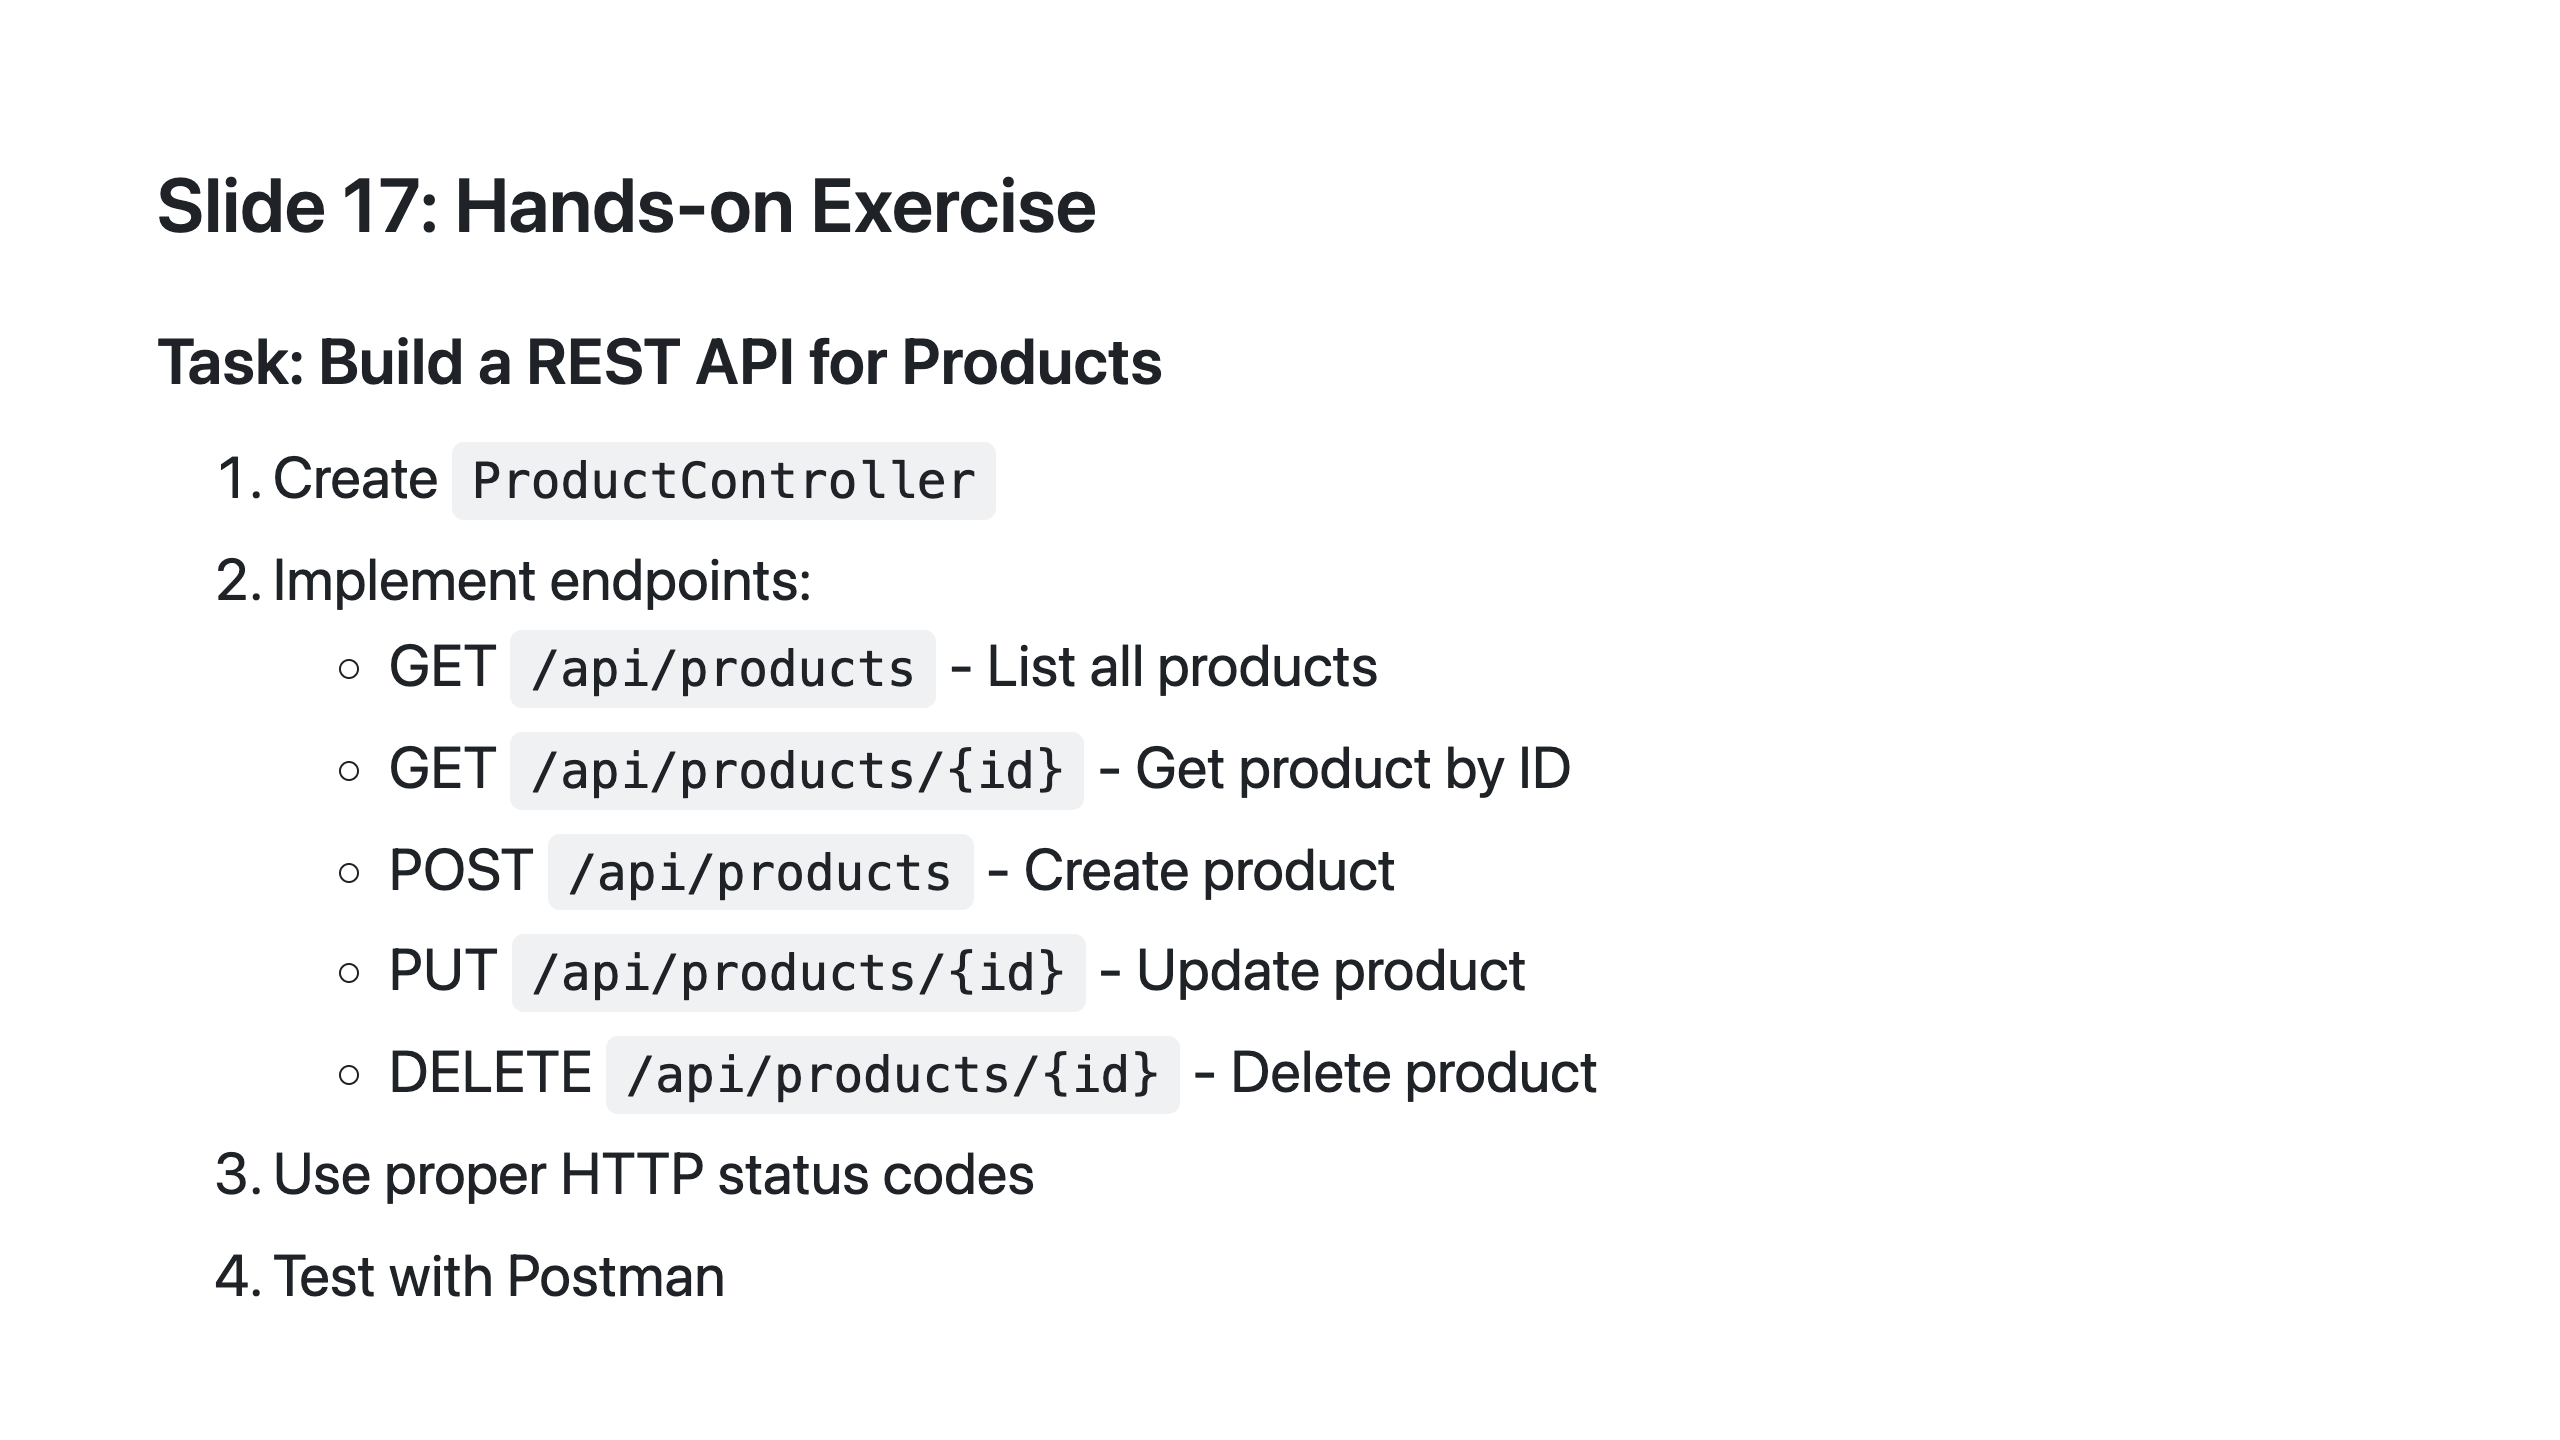 Slide 17: Hands-on Exercise
Task: Build a REST API for Products
1. Create ProductController
2. Implement endpoints:
GET /api/products - List all products
GET /api/products/{id} - Get product by ID
POST /api/products - Create product
PUT /api/products/{id} - Update product
DELETE /api/products/{id} - Delete product
3. Use proper HTTP status codes
4. Test with Postman